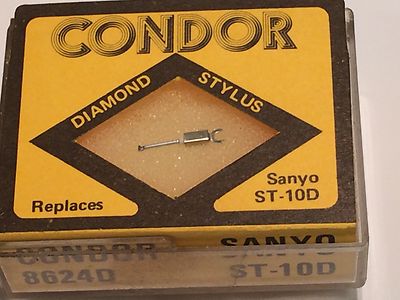 CONDOR
DIAMOND STYLUS
Replaces
Sanyo
ST-10D
CONDOR SANYO
8624D ST-10D